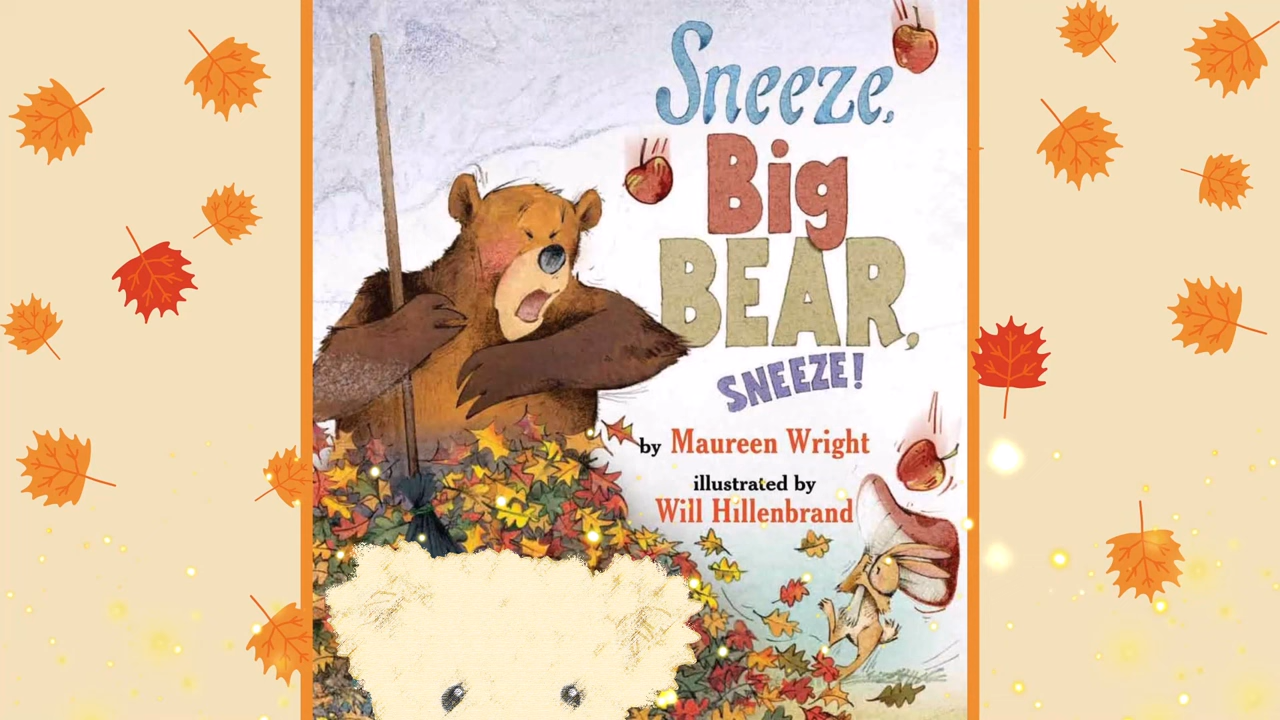 Sneeze,
Big
BEAR,
SNEEZE!
by Maureen Wright
illustrated by
Will Hillenbrand